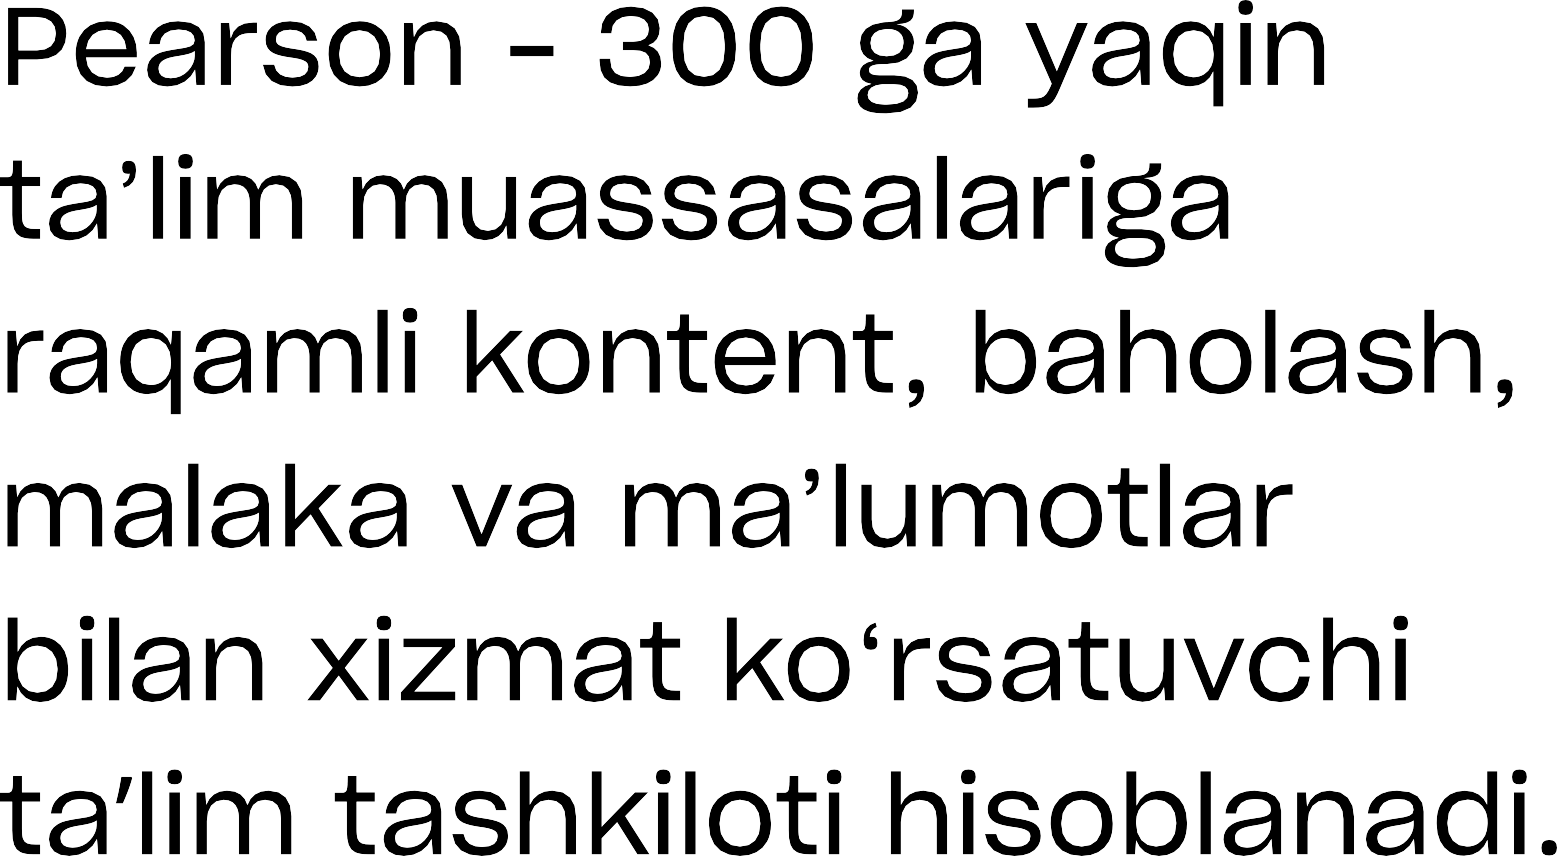 Pearson – 300 ga yaqin
ta’lim muassasalariga
raqamli kontent, baholash,
malaka va ma’lumotlar
bilan xizmat ko‘rsatuvchi
ta′lim tashkiloti hisoblanadi.